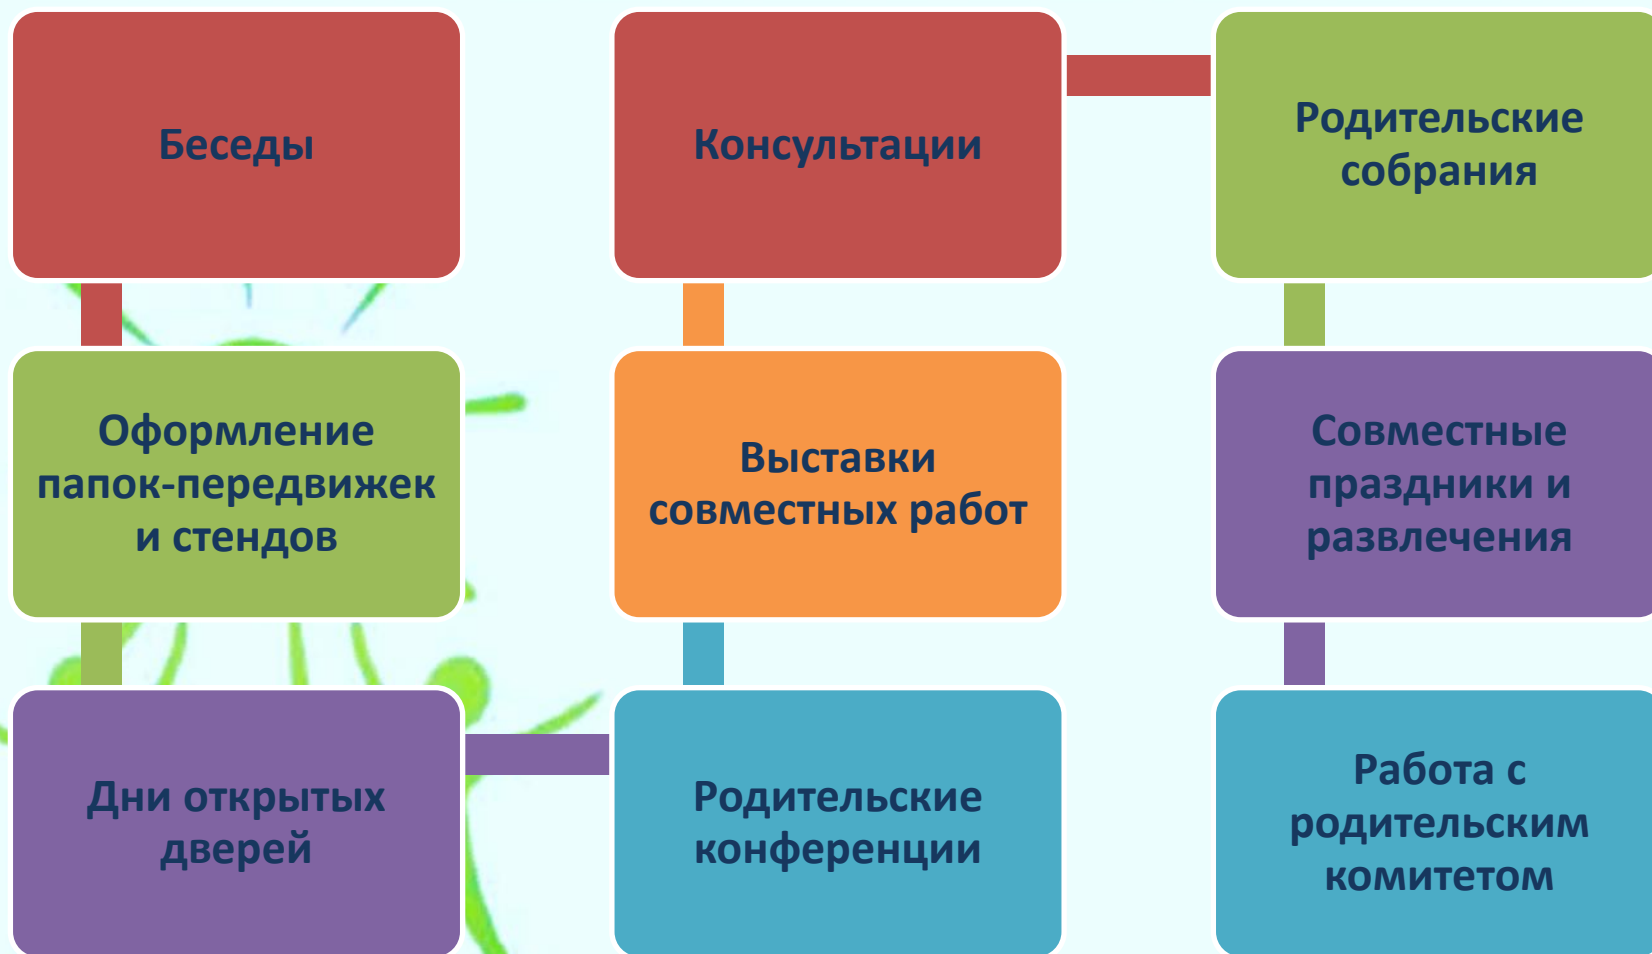 Беседы
Оформление
папок-передвижек
и стендов
Дни открытых
дверей
Родительские
конференции
Выставки
совместных работ
Консультации
Родительские
собрания
Совместные
праздники и
развлечения
Работа с
родительским
комитетом